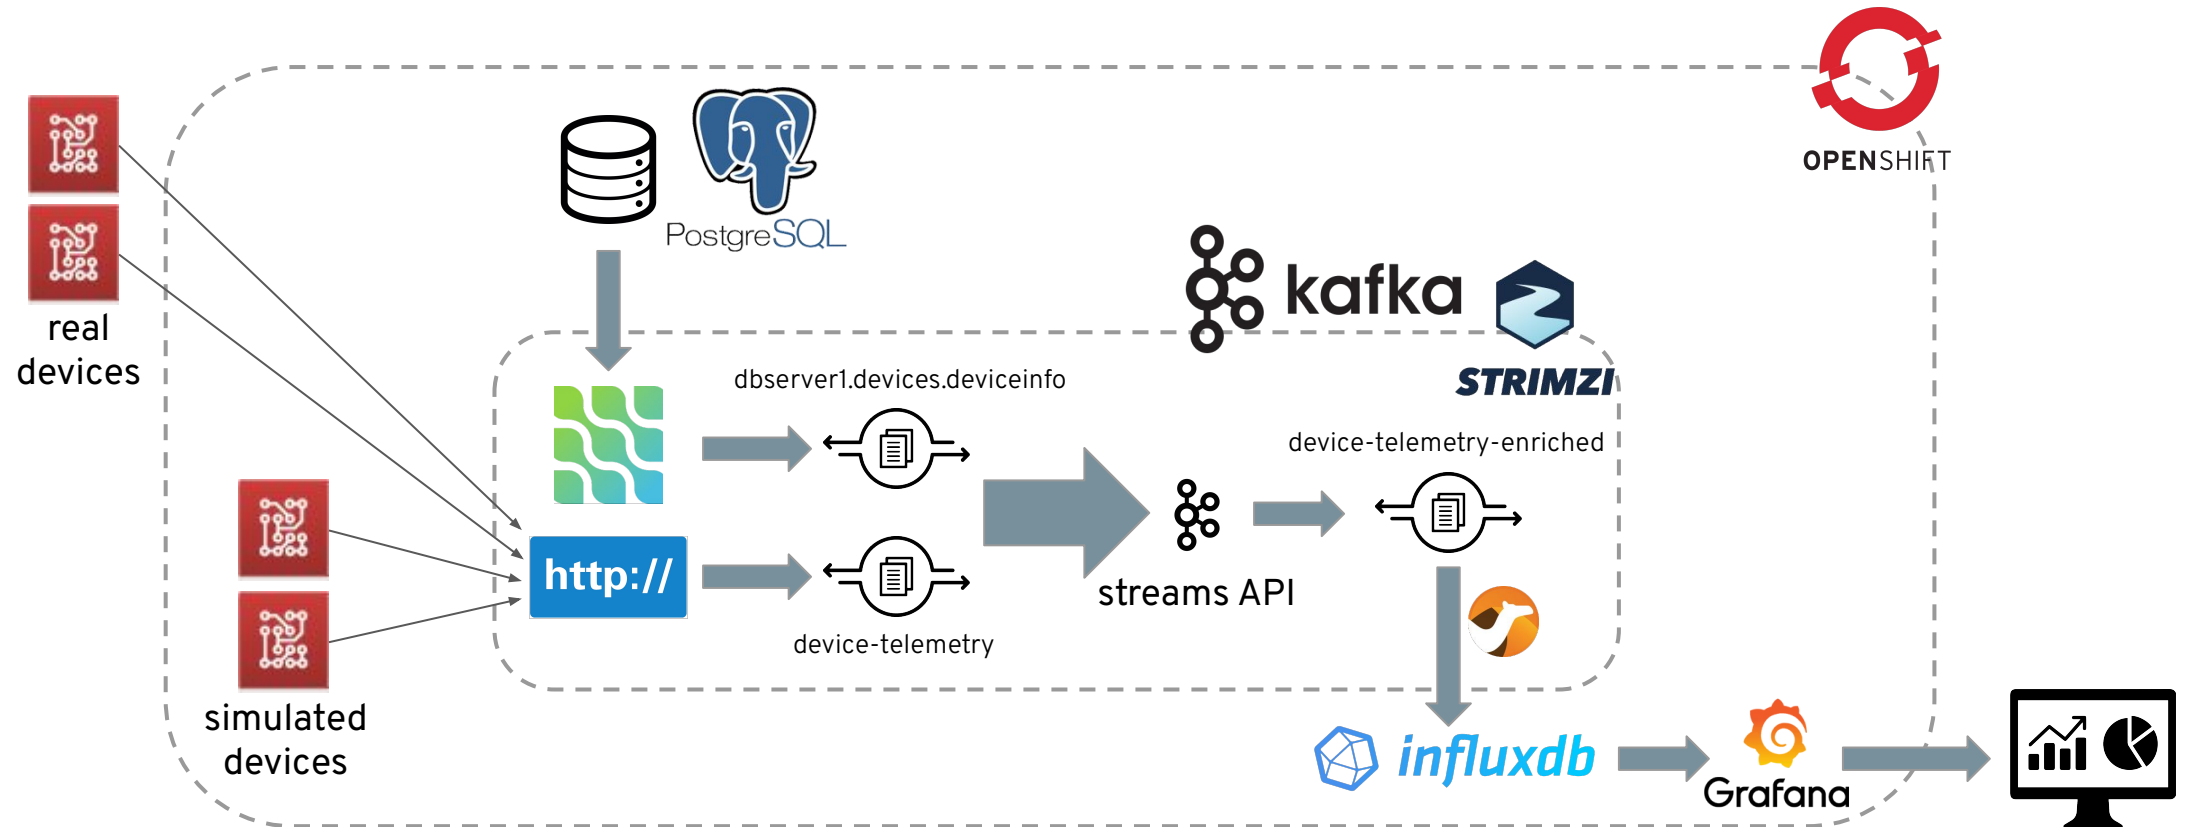 OPENSHIFT
PostgreSQL
real
devices
kafka
STRIMZI
dbserver1.devices.deviceinfo
device-telemetry-enriched
http://
streams API
device-telemetry
simulated
devices
influxdb
Grafana